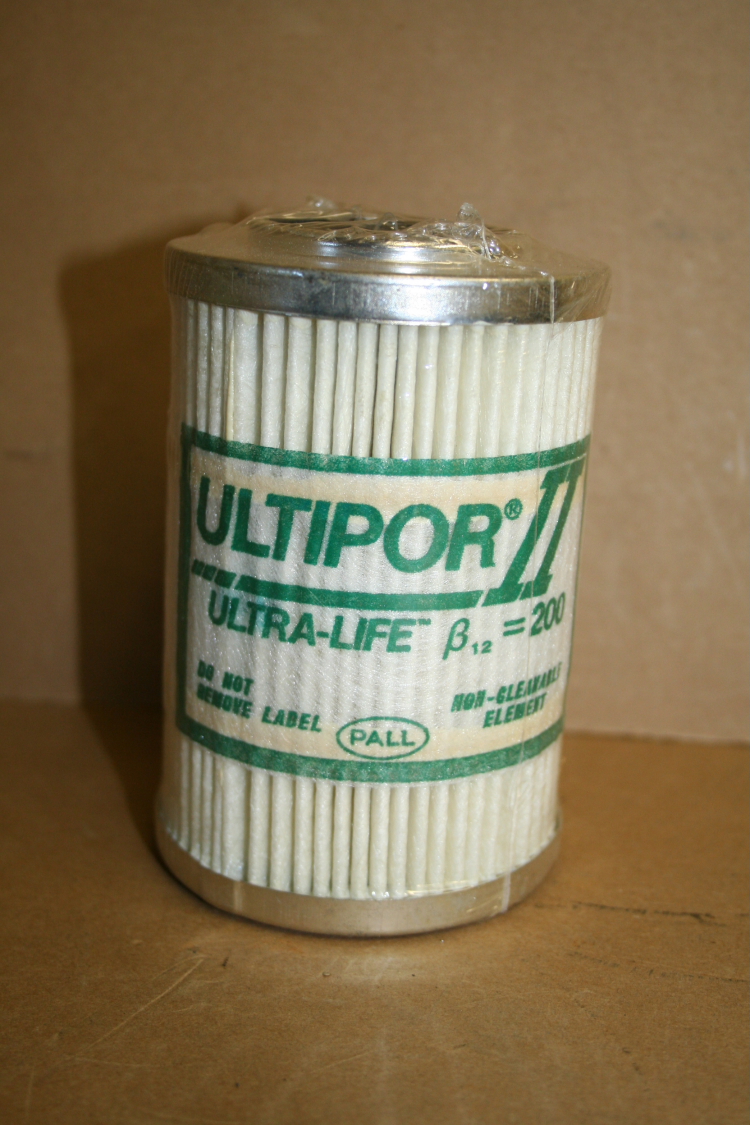 ULTIPOR® II
ULTRA-LIFE™ β₁₂ = 200
DO NOT
REMOVE LABEL
NON-CLEANABLE
ELEMENT
PALL